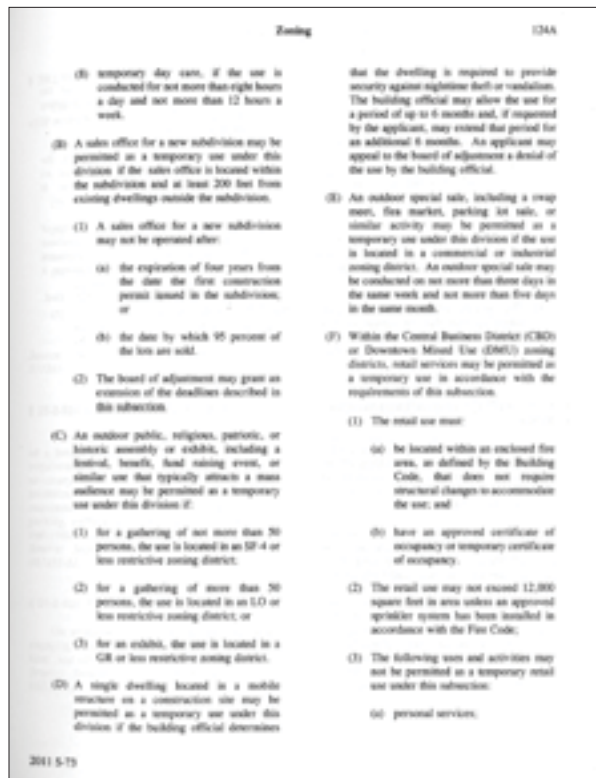 Zoning
124A
(8) temporary day care, if the use is
conducted for not more than eight hours
a day and not more than 12 hours a
week.
(B) A sales office for a new subdivision may be
permitted as a temporary use under this
division if the sales office is located within
the subdivision and at least 200 feet from
existing dwellings outside the subdivision.
(1) A sales office for a new subdivision
may not be operated after:
(a) the expiration of four years from
the date the first construction
permit issued in the subdivision;
or
(b) the date by which 95 percent of
the lots are sold.
(2) The board of adjustment may grant an
extension of the deadlines described in
this subsection.
(C) An outdoor public, religious, patriotic, or
historic assembly or exhibit, including a
festival, benefit, fund raising event, or
similar use that typically attracts a mass
audience may be permitted as a temporary
use under this division if:
(1) for a gathering of not more than 50
persons, the use is located in an SF-4 or
less restrictive zoning district;
(2) for a gathering of more than 50
persons, the use is located in an LO or
less restrictive zoning district; or
(3) for an exhibit, the use is located in a
GR or less restrictive zoning district.
(D) A single dwelling located in a mobile
structure on a construction site may be
permitted as a temporary use under this
division if the building official determines
that the dwelling is required to provide
security against nighttime theft or vandalism.
The building official may allow the use for
a period of up to 6 months and, if requested
by the applicant, may extend that period for
an additional 6 months. An applicant may
appeal to the board of adjustment a denial of
the use by the building official.
(E) An outdoor special sale, including a swap
meet, flea market, parking lot sale, or
similar activity may be permitted as a
temporary use under this division if the use
is located in a commercial or industrial
zoning district. An outdoor special sale may
be conducted on not more than three days in
the same week and not more than five days
in the same month.
(F) Within the Central Business District (CBD)
or Downtown Mixed Use (DMU) zoning
districts, retail services may be permitted as
a temporary use in accordance with the
requirements of this subsection.
(1) The retail use must:
(a) be located within an enclosed fire
area, as defined by the Building
Code, that does not require
structural changes to accommodate
the use; and
(b) have an approved certificate of
occupancy or temporary certificate
of occupancy.
(2) The retail use may not exceed 12,000
square feet in area unless an approved
sprinkler system has been installed in
accordance with the Fire Code;
(3) The following uses and activities may
not be permitted as a temporary retail
use under this subsection:
(a) personal services;
2011 S-75